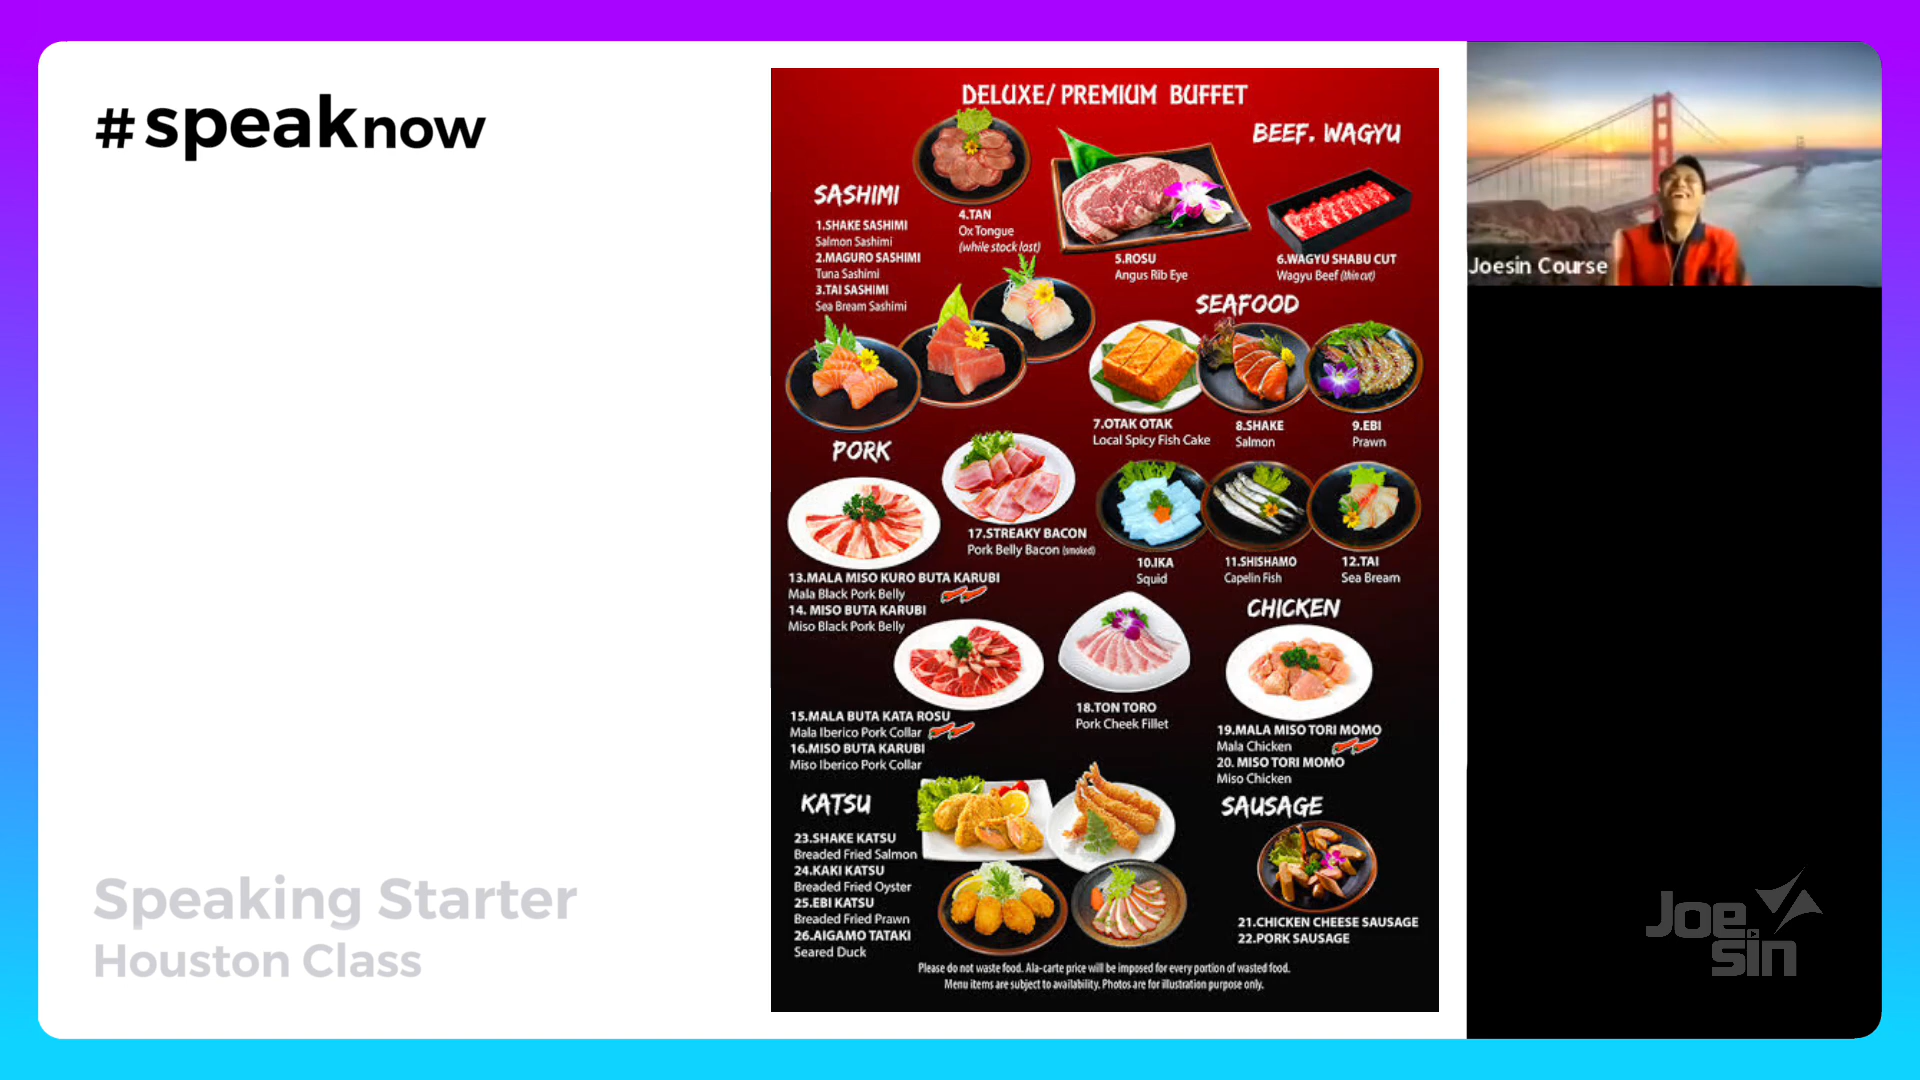 #speaknow
DELUXE/ PREMIUM BUFFET
BEEF. WAGYU
SASHIMI
1.SHAKE SASHIMI
Salmon Sashimi
2.MAGURO SASHIMI
Tuna Sashimi
3.TAI SASHIMI
Sea Bream Sashimi
4.TAN
Ox Tongue
(while stock last)
5.ROSU
Angus Rib Eye
6.WAGYU SHABU CUT
Wagyu Beef (thin cut)
SEAFOOD
7.OTAK OTAK
Local Spicy Fish Cake
8.SHAKE
Salmon
9.EBI
Prawn
10.IKA
Squid
11.SHISHAMO
Capelin Fish
12.TAI
Sea Bream
PORK
17.STREAKY BACON
Pork Belly Bacon (smoked)
13.MALA MISO KURO BUTA KARUBI
Mala Black Pork Belly
14. MISO BUTA KARUBI
Miso Black Pork Belly
15.MALA BUTA KATA ROSU
Mala Iberico Pork Collar
16.MISO BUTA KARUBI
Miso Iberico Pork Collar
18.TON TORO
Pork Cheek Fillet
CHICKEN
19.MALA MISO TORI MOMO
Mala Chicken
20. MISO TORI MOMO
Miso Chicken
KATSU
23.SHAKE KATSU
Breaded Fried Salmon
24.KAKI KATSU
Breaded Fried Oyster
25.EBI KATSU
Breaded Fried Prawn
26.AIGAMO TATAKI
Seared Duck
SAUSAGE
21.CHICKEN CHEESE SAUSAGE
22.PORK SAUSAGE
Please do not waste food. Ala-carte price will be imposed for every portion of wasted food.
Menu items are subject to availability. Photos are for illustration purpose only.
Joesin Course
Speaking Starter
Houston Class
Joe
sin